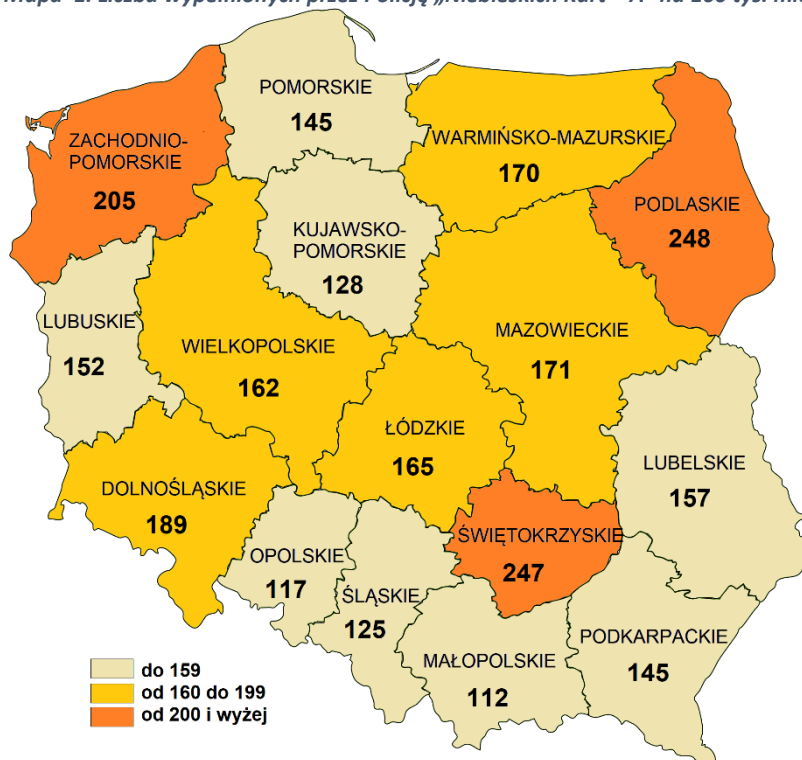 POMORSKIE
145
ZACHODNIO-
POMORSKIE
205
WARMIŃSKO-MAZURSKIE
170
PODLASKIE
248
KUJAWSKO-
POMORSKIE
128
LUBUSKIE
152
WIELKOPOLSKIE
162
MAZOWIECKIE
171
ŁÓDZKIE
165
LUBELSKIE
157
DOLNOŚLĄSKIE
189
ŚWIĘTOKRZYSKIE
247
OPOLSKIE
117
ŚLĄSKIE
125
MAŁOPOLSKIE
112
PODKARPACKIE
145
do 159
od 160 do 199
od 200 i wyżej